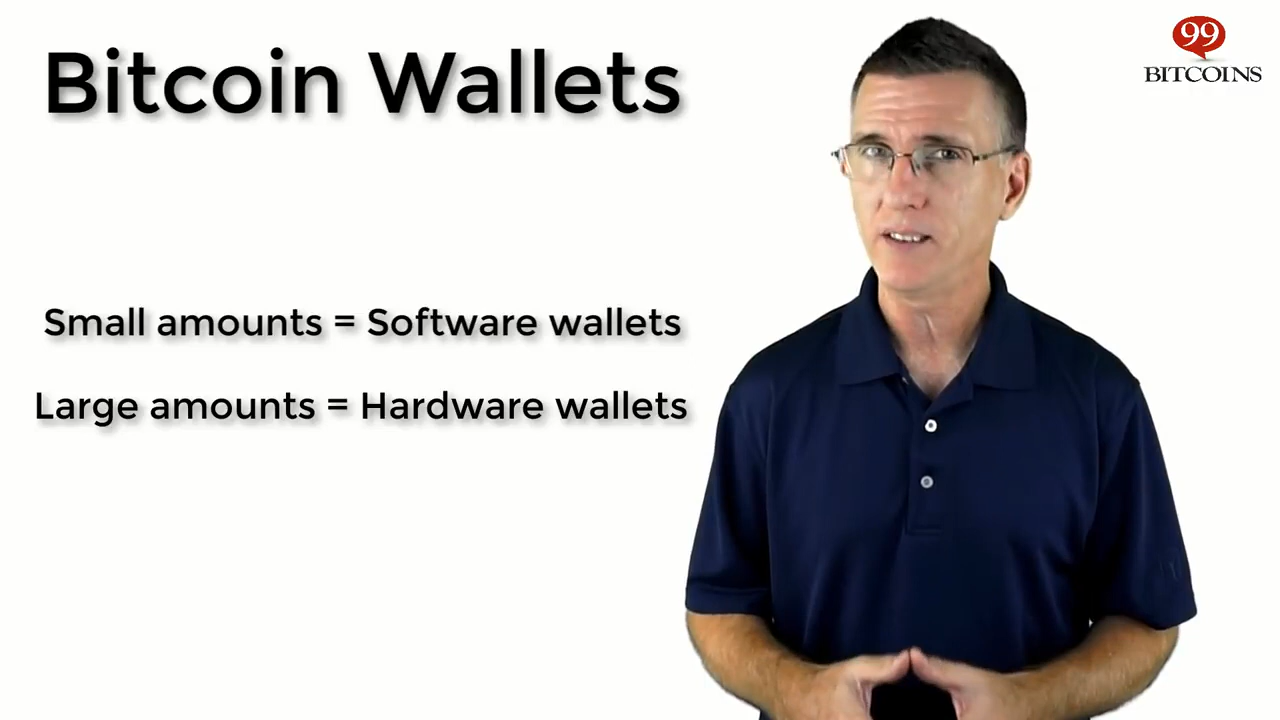 Bitcoin Wallets
99
BITCOINS
Small amounts = Software wallets
Large amounts = Hardware wallets